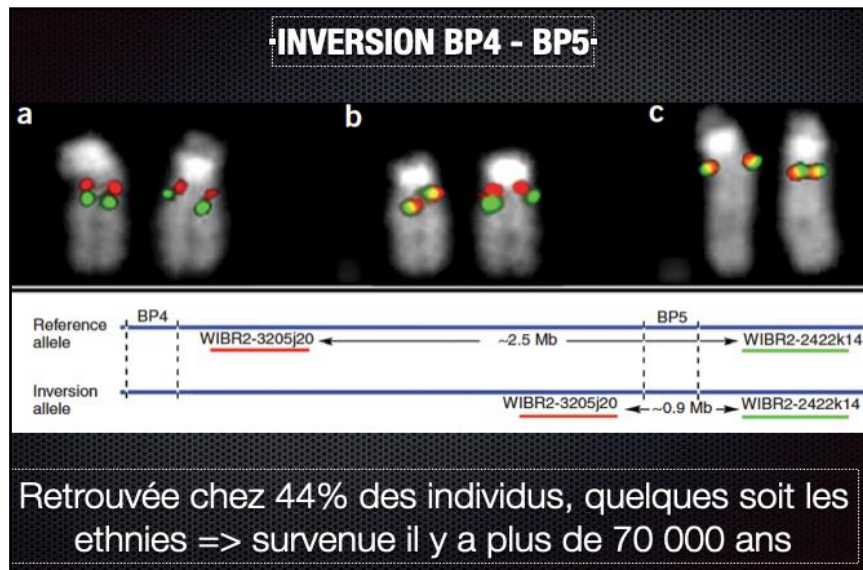 INVERSION BP4 - BP5
a b c
BP4 BP5
Reference
allele
WIBR2-3205j20 ~2.5 Mb WIBR2-2422k14
Inversion
allele
WIBR2-3205j20 ~0.9 Mb WIBR2-2422k14
Retrouvée chez 44% des individus, quelques soit les
ethnies => survenue il y a plus de 70 000 ans